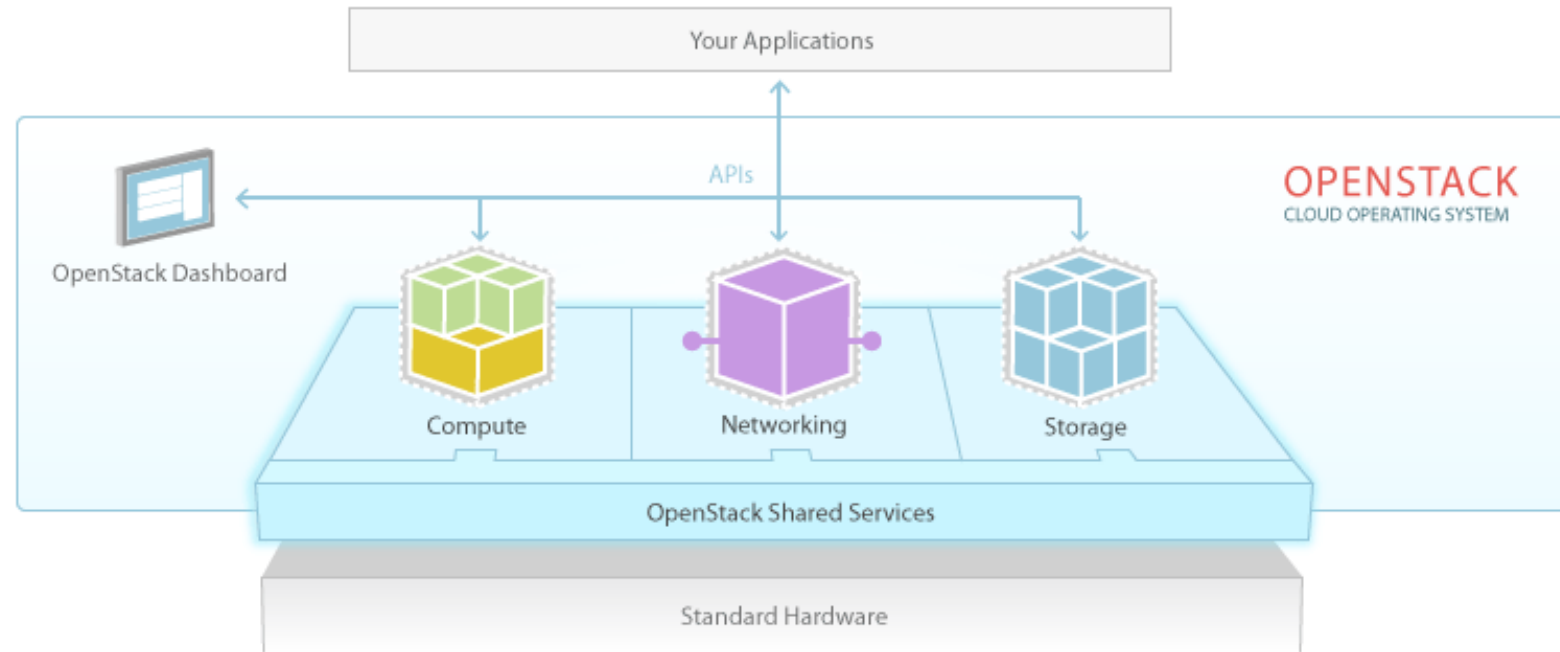 Your Applications
APIs
OPENSTACK
CLOUD OPERATING SYSTEM
OpenStack Dashboard
Compute
Networking
Storage
OpenStack Shared Services
Standard Hardware